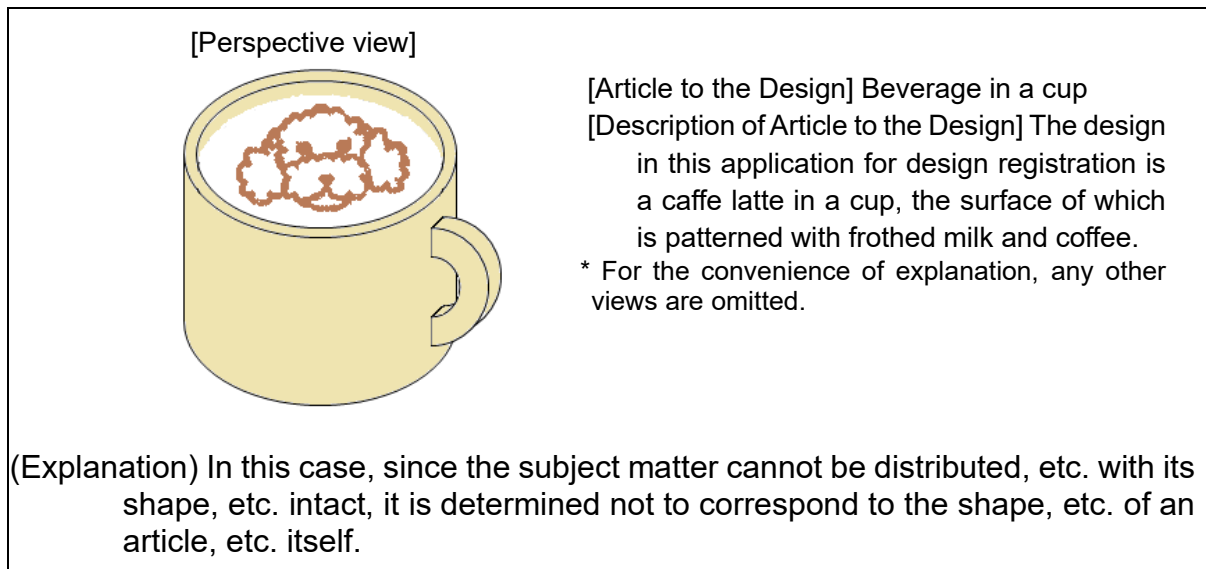 [Perspective view]
[Article to the Design] Beverage in a cup
[Description of Article to the Design] The design
in this application for design registration is
a caffe latte in a cup, the surface of which
is patterned with frothed milk and coffee.
* For the convenience of explanation, any other
views are omitted.
(Explanation) In this case, since the subject matter cannot be distributed, etc. with its
shape, etc. intact, it is determined not to correspond to the shape, etc. of an
article, etc. itself.